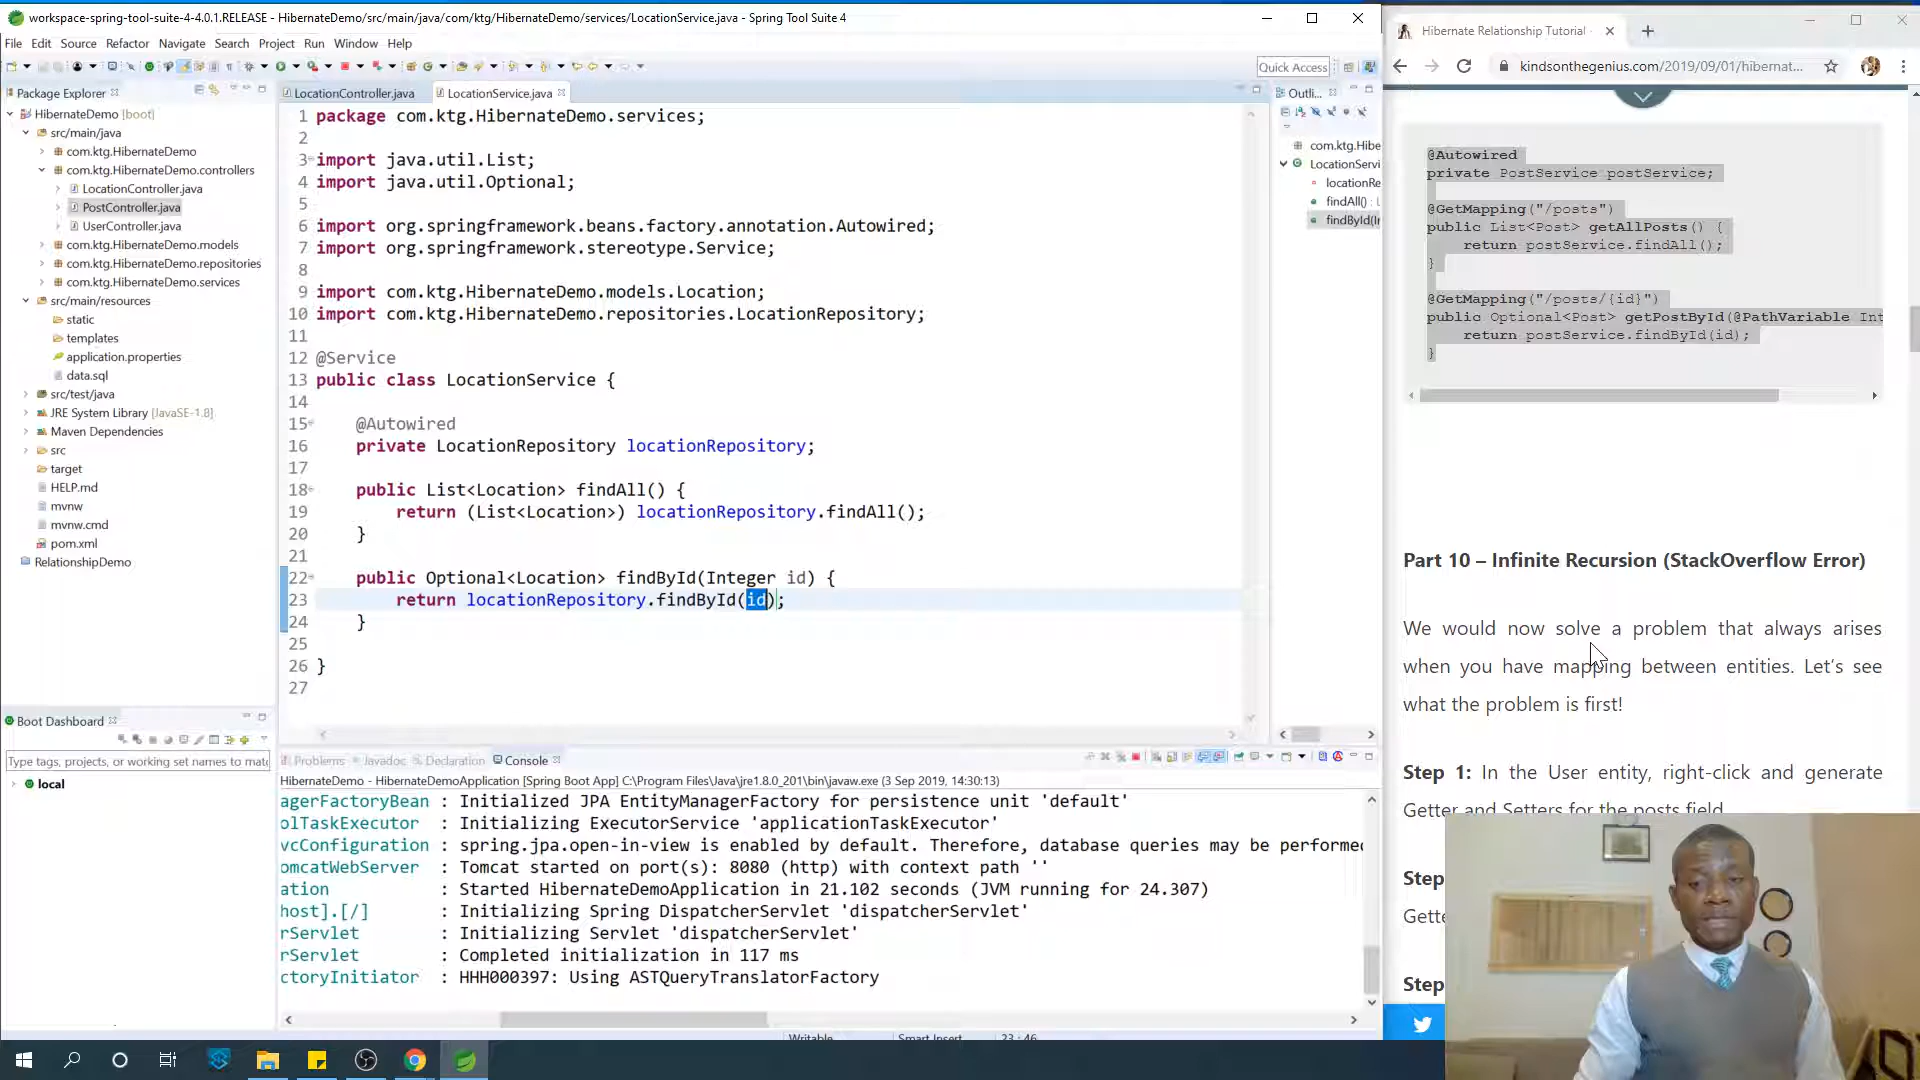 workspace-spring-tool-suite-4-4.0.1.RELEASE - HibernateDemo/src/main/java/com/ktg/HibernateDemo/services/LocationService.java - Spring Tool Suite 4
File Edit Source Refactor Navigate Search Project Run Window Help
Quick Access
Package Explorer
HibernateDemo [boot]
src/main/java
com.ktg.HibernateDemo
com.ktg.HibernateDemo.controllers
LocationController.java
PostController.java
UserController.java
com.ktg.HibernateDemo.models
com.ktg.HibernateDemo.repositories
com.ktg.HibernateDemo.services
src/main/resources
static
templates
application.properties
data.sql
src/test/java
JRE System Library [JavaSE-1.8]
Maven Dependencies
src
target
HELP.md
mvnw
mvnw.cmd
pom.xml
RelationshipDemo
Boot Dashboard
Type tags, projects, or working set names to mat
local
LocationController.java LocationService.java
1 package com.ktg.HibernateDemo.services;
2
3 import java.util.List;
4 import java.util.Optional;
5
6 import org.springframework.beans.factory.annotation.Autowired;
7 import org.springframework.stereotype.Service;
8
9 import com.ktg.HibernateDemo.models.Location;
10 import com.ktg.HibernateDemo.repositories.LocationRepository;
11
12 @Service
13 public class LocationService {
14
15 @Autowired
16 private LocationRepository locationRepository;
17
18 public List<Location> findAll() {
19 return (List<Location>) locationRepository.findAll();
20 }
21
22 public Optional<Location> findById(Integer id) {
23 return locationRepository.findById(id);
24 }
25
26 }
27
Outli...
com.ktg.Hibe
LocationServi
locationRe
findAll() : L
findById(I
Problems Javadoc Declaration Console
HibernateDemo - HibernateDemoApplication [Spring Boot App] C:\Program Files\Java\jre1.8.0_201\bin\javaw.exe (3 Sep 2019, 14:30:13)
agerFactoryBean : Initialized JPA EntityManagerFactory for persistence unit 'default'
olTaskExecutor : Initializing ExecutorService 'applicationTaskExecutor'
vcConfiguration : spring.jpa.open-in-view is enabled by default. Therefore, database queries may be performed
omcatWebServer : Tomcat started on port(s): 8080 (http) with context path ''
ation : Started HibernateDemoApplication in 21.102 seconds (JVM running for 24.307)
host].[/] : Initializing Spring DispatcherServlet 'dispatcherServlet'
rServlet : Initializing Servlet 'dispatcherServlet'
rServlet : Completed initialization in 117 ms
ctoryInitiator : HHH000397: Using ASTQueryTranslatorFactory
Writable Smart Insert 23 : 46
Hibernate Relationship Tutorial
kindsonthegenius.com/2019/09/01/hibernat...
@Autowired
private PostService postService;
@GetMapping("/posts")
public List<Post> getAllPosts() {
return postService.findAll();
}
@GetMapping("/posts/{id}")
public Optional<Post> getPostById(@PathVariable Int
return postService.findById(id);
}
Part 10 – Infinite Recursion (StackOverflow Error)
We would now solve a problem that always arises
when you have mapping between entities. Let's see
what the problem is first!
Step 1: In the User entity, right-click and generate
Getter and Setters for the posts field
Step
Gette
Step